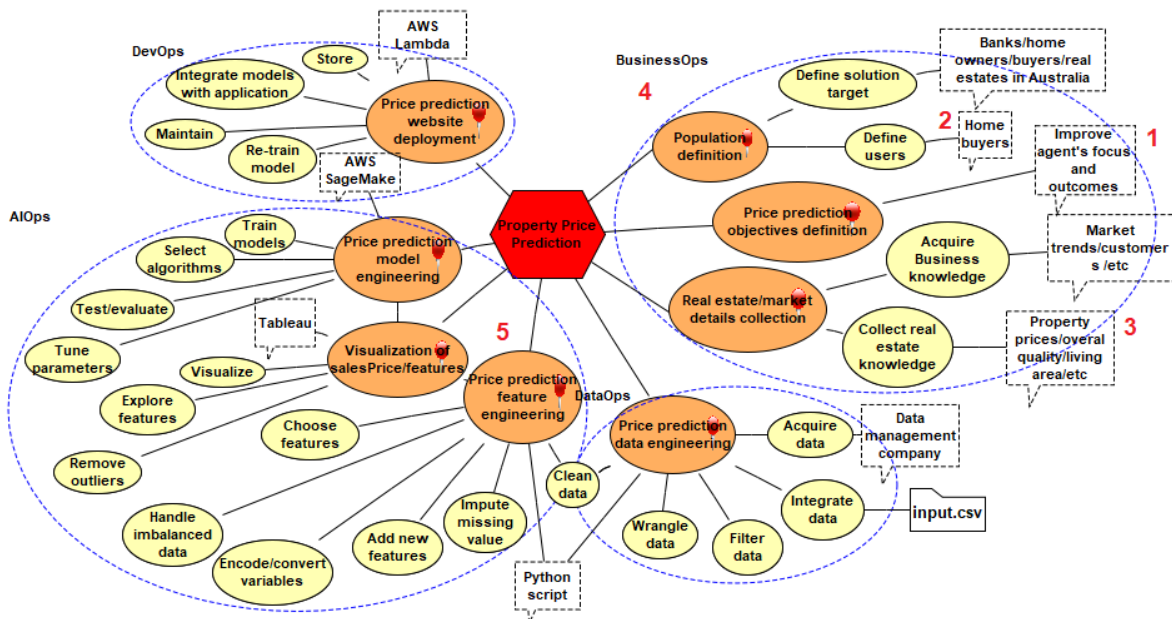 DevOps
AWS
Lambda
Store
Integrate models
with application
Price prediction
website
deployment
Maintain
Re-train
model
AWS
SageMake
BusinessOps
Banks/home
owners/buyers/real
estates in Australia
Define solution
target
4
Population
definition
Define
users
2
Home
buyers
1
Improve
agent's focus
and
outcomes
Property Price
Prediction
Price prediction
objectives definition
Acquire
Business
knowledge
Market
trends/customer
s /etc
Real estate/market
details collection
Collect real
estate
knowledge
3
Property
prices/overal
quality/living
area/etc
AIOps
Train
models
Select
algorithms
Price prediction
model
engineering
Test/evaluate
Tune
parameters
Tableau
Visualization of
salesPrice/features
Visualize
Explore
features
Remove
outliers
5
Price prediction
feature
engineering
Choose
features
Handle
imbalanced
data
Encode/convert
variables
Add new
features
Impute
missing
value
Clean
data
DataOps
Price prediction
data engineering
Acquire
data
Data
management
company
Integrate
data
input.csv
Wrangle
data
Filter
data
Python
script